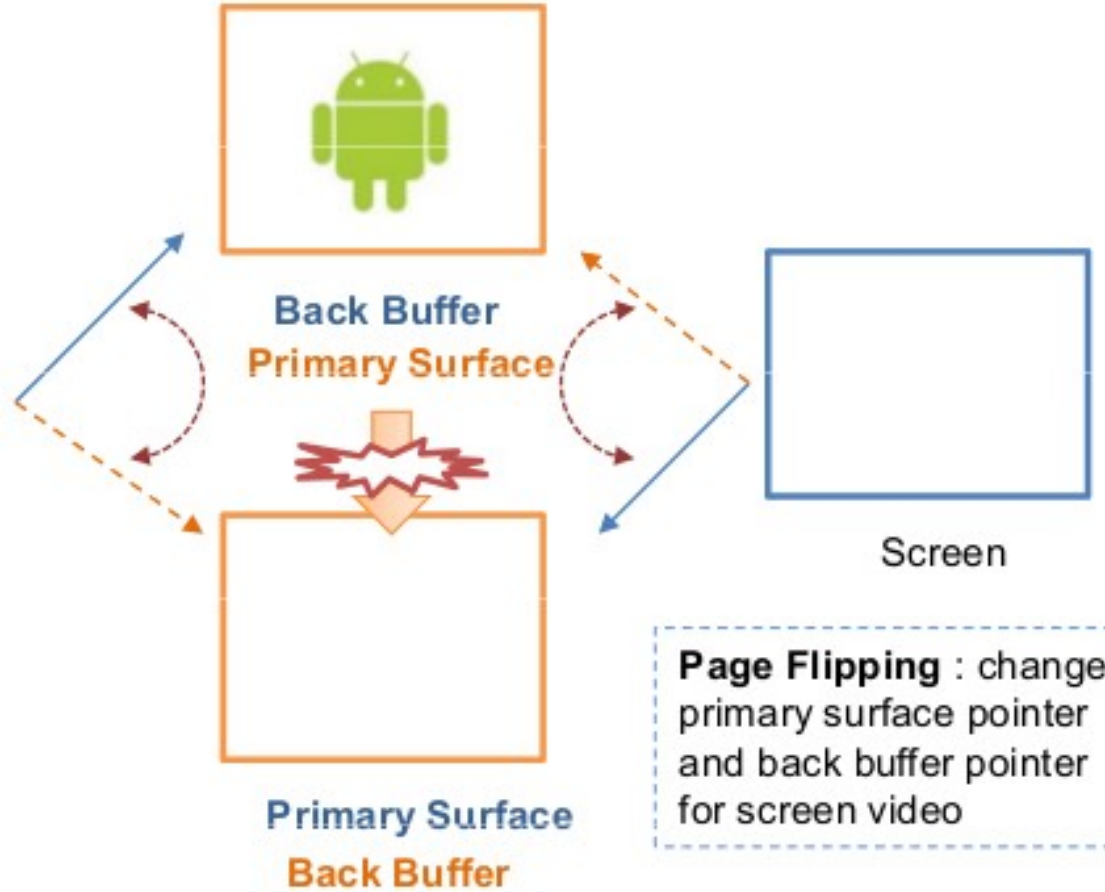 Back Buffer
Primary Surface
Screen
Page Flipping : change
primary surface pointer
and back buffer pointer
for screen video
Primary Surface
Back Buffer